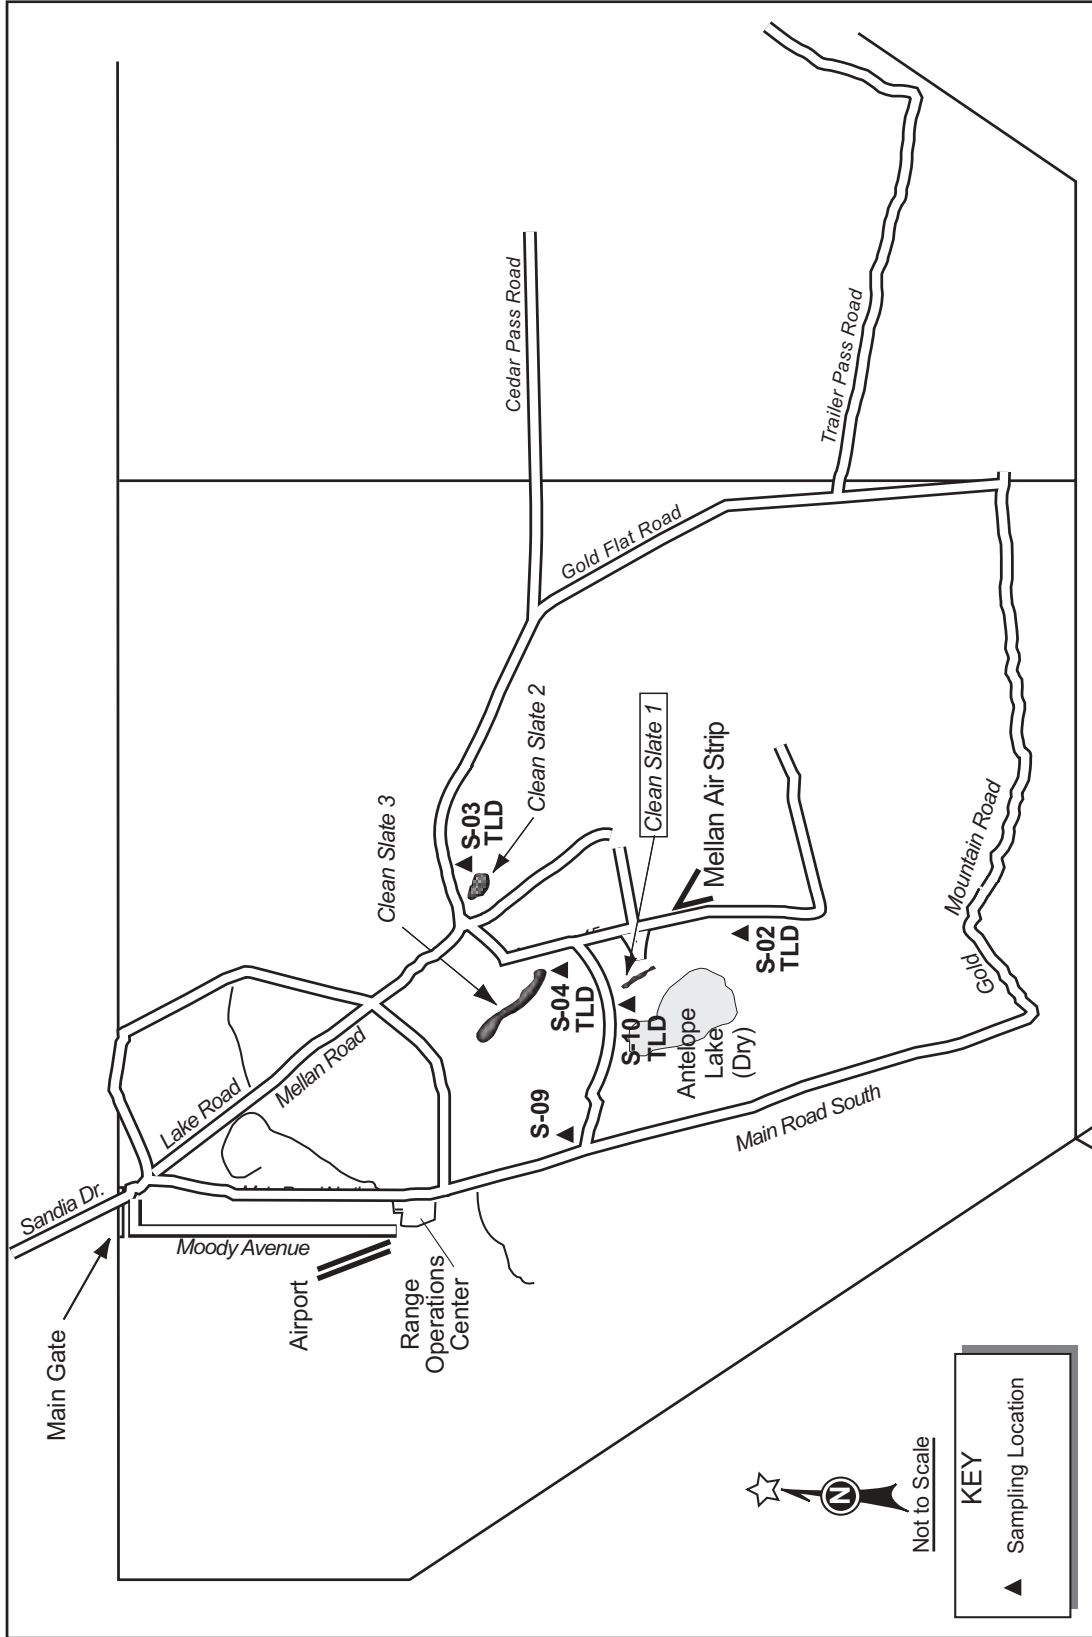 Sandia Dr.
Main Gate
Lake Road
Mellan Road
Moody Avenue
Airport
Range
Operations
Center
Cedar Pass Road
Gold Flat Road
Trailer Pass Road
Clean Slate 3
Clean Slate 2
Clean Slate 1
S-03
TLD
S-04
TLD
S-10
TLD
S-02
TLD
S-09
Mellan Air Strip
Antelope
Lake
(Dry)
Main Road South
Gold
Mountain Road
N
Not to Scale
KEY
Sampling Location